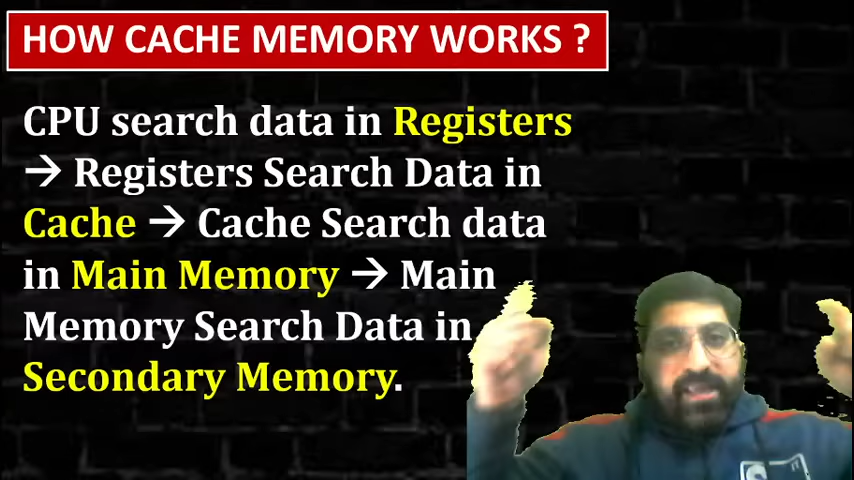 HOW CACHE MEMORY WORKS ?
CPU search data in Registers
→ Registers Search Data in
Cache → Cache Search data
in Main Memory → Main
Memory Search Data in
Secondary Memory.